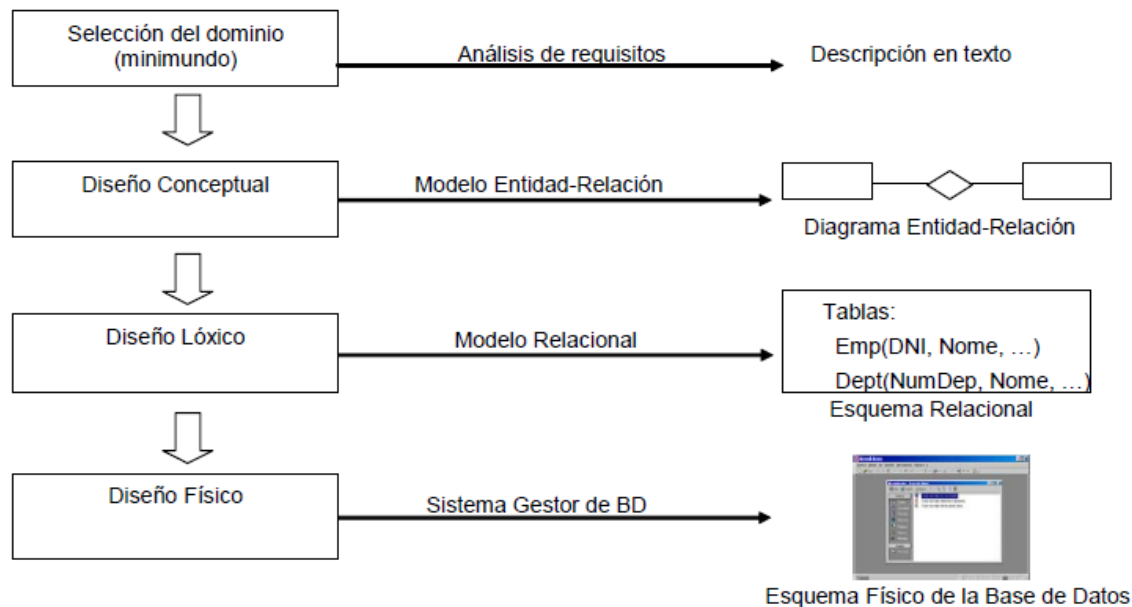 Selección del dominio
(minimundo)
Análisis de requisitos
Descripción en texto
Diseño Conceptual
Modelo Entidad-Relación
Diagrama Entidad-Relación
Diseño Lóxico
Modelo Relacional
Tablas:
Emp(DNI, Nome, …)
Dept(NumDep, Nome, …)
Esquema Relacional
Diseño Físico
Sistema Gestor de BD
Esquema Físico de la Base de Datos